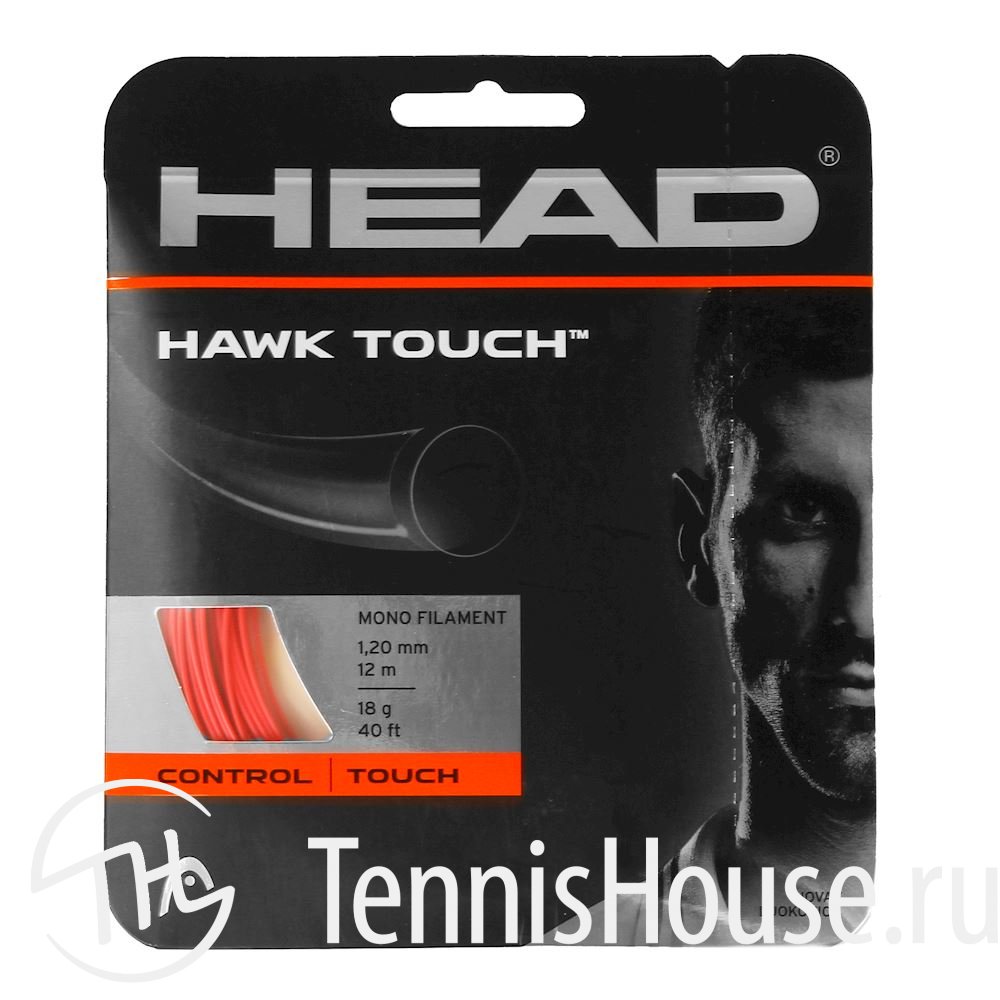 HEAD®
HAWK TOUCH™
MONO FILAMENT
1,20 mm
12 m
18 g
40 ft
CONTROL | TOUCH
TennisHouse.ru